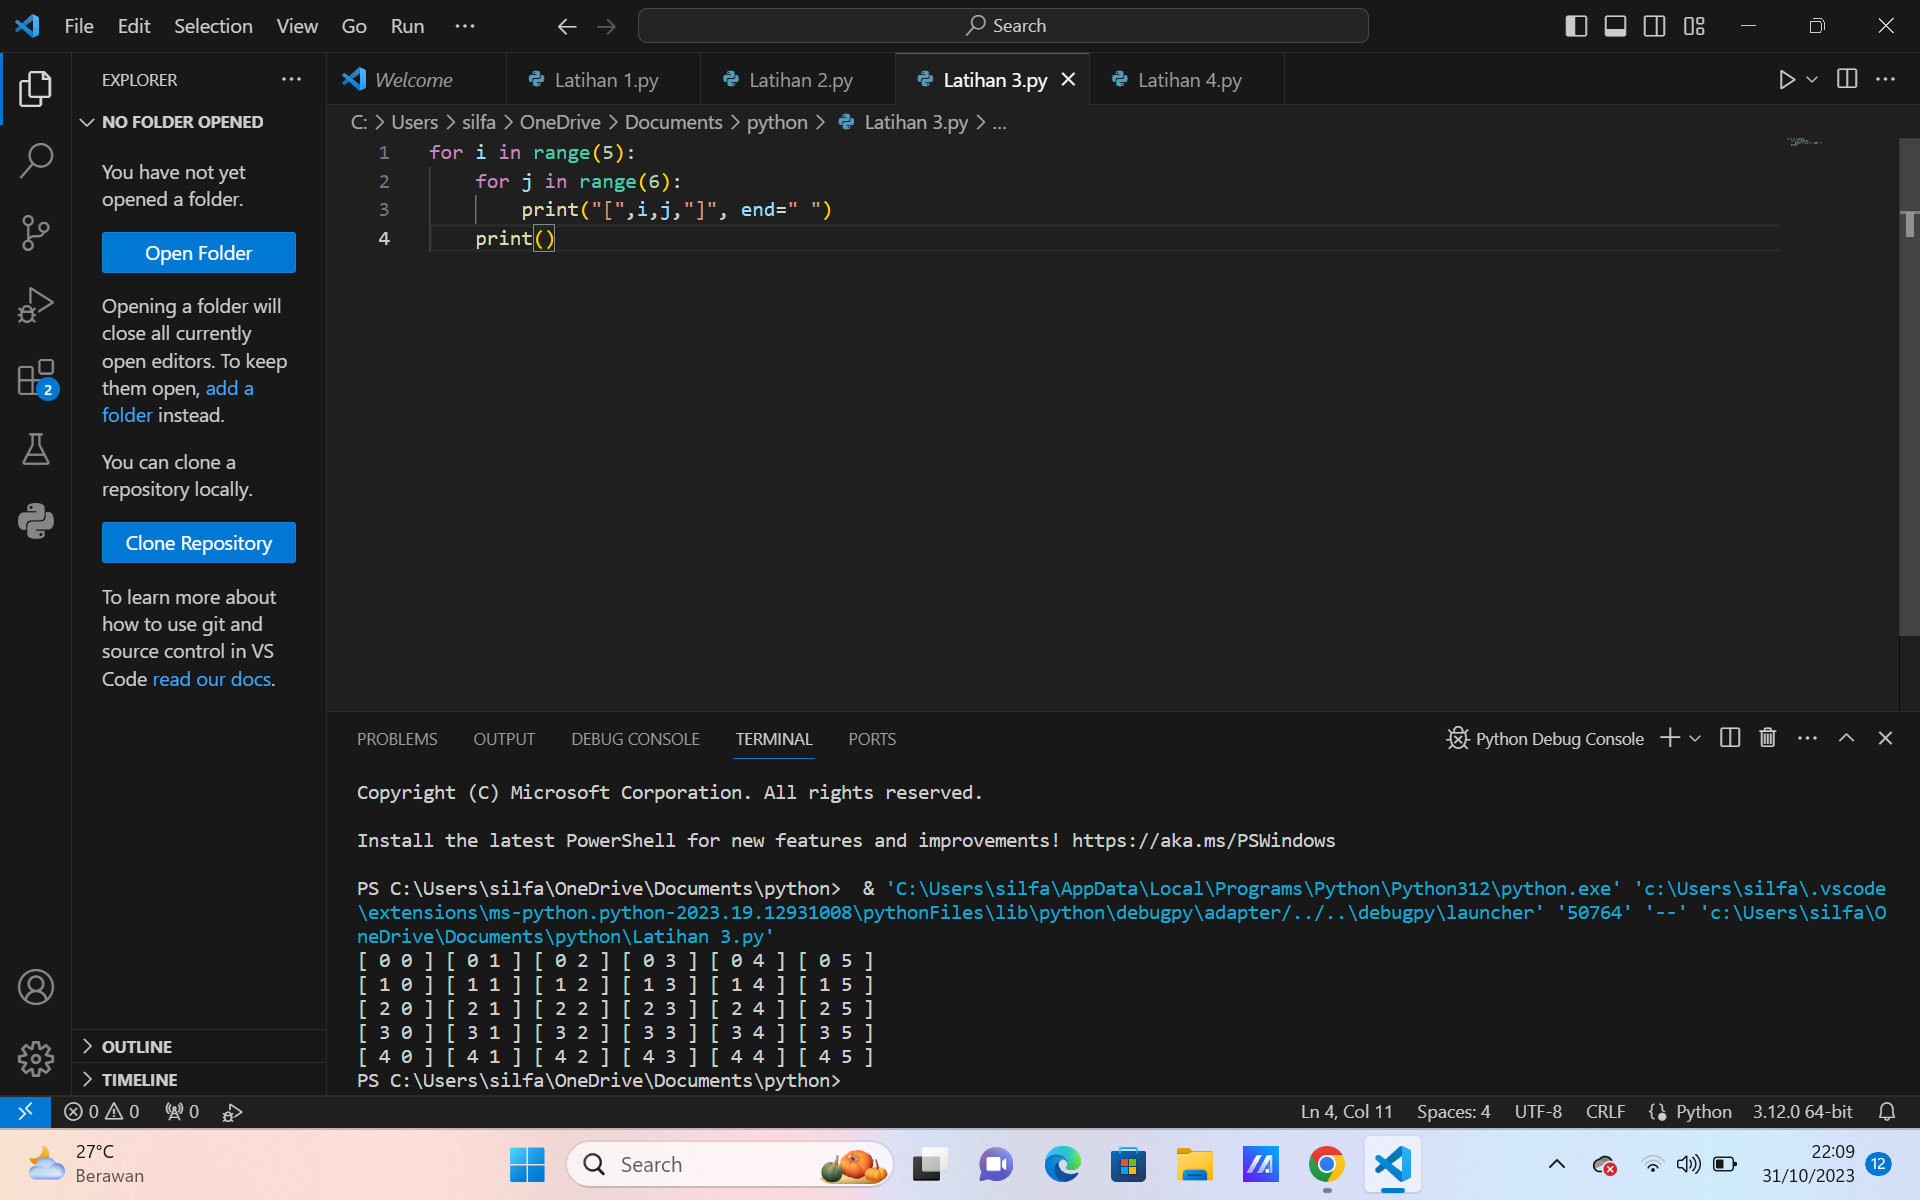 File Edit Selection View Go Run ··· Search
EXPLORER ···
NO FOLDER OPENED
You have not yet
opened a folder.
Open Folder
Opening a folder will
close all currently
open editors. To keep
them open, add a
folder instead.
You can clone a
repository locally.
Clone Repository
To learn more about
how to use git and
source control in VS
Code read our docs.
OUTLINE
TIMELINE
2
Welcome Latihan 1.py Latihan 2.py Latihan 3.py Latihan 4.py
C: > Users > silfa > OneDrive > Documents > python > Latihan 3.py > ...
1 for i in range(5):
2 for j in range(6):
3 print("[",i,j,"]", end=" ")
4 print()
PROBLEMS OUTPUT DEBUG CONSOLE TERMINAL PORTS Python Debug Console
Copyright (C) Microsoft Corporation. All rights reserved.
Install the latest PowerShell for new features and improvements! https://aka.ms/PSWindows
PS C:\Users\silfa\OneDrive\Documents\python>  & 'C:\Users\silfa\AppData\Local\Programs\Python\Python312\python.exe' 'c:\Users\silfa\.vscode
\extensions\ms-python.python-2023.19.12931008\pythonFiles\lib\python\debugpy\adapter/../..\debugpy\launcher' '50764' '--' 'c:\Users\silfa\O
neDrive\Documents\python\Latihan 3.py'
[ 0 0 ] [ 0 1 ] [ 0 2 ] [ 0 3 ] [ 0 4 ] [ 0 5 ]
[ 1 0 ] [ 1 1 ] [ 1 2 ] [ 1 3 ] [ 1 4 ] [ 1 5 ]
[ 2 0 ] [ 2 1 ] [ 2 2 ] [ 2 3 ] [ 2 4 ] [ 2 5 ]
[ 3 0 ] [ 3 1 ] [ 3 2 ] [ 3 3 ] [ 3 4 ] [ 3 5 ]
[ 4 0 ] [ 4 1 ] [ 4 2 ] [ 4 3 ] [ 4 4 ] [ 4 5 ]
PS C:\Users\silfa\OneDrive\Documents\python>
0 0 0 Ln 4, Col 11 Spaces: 4 UTF-8 CRLF Python 3.12.0 64-bit
27°C
Berawan
Search
22:09
31/10/2023
12